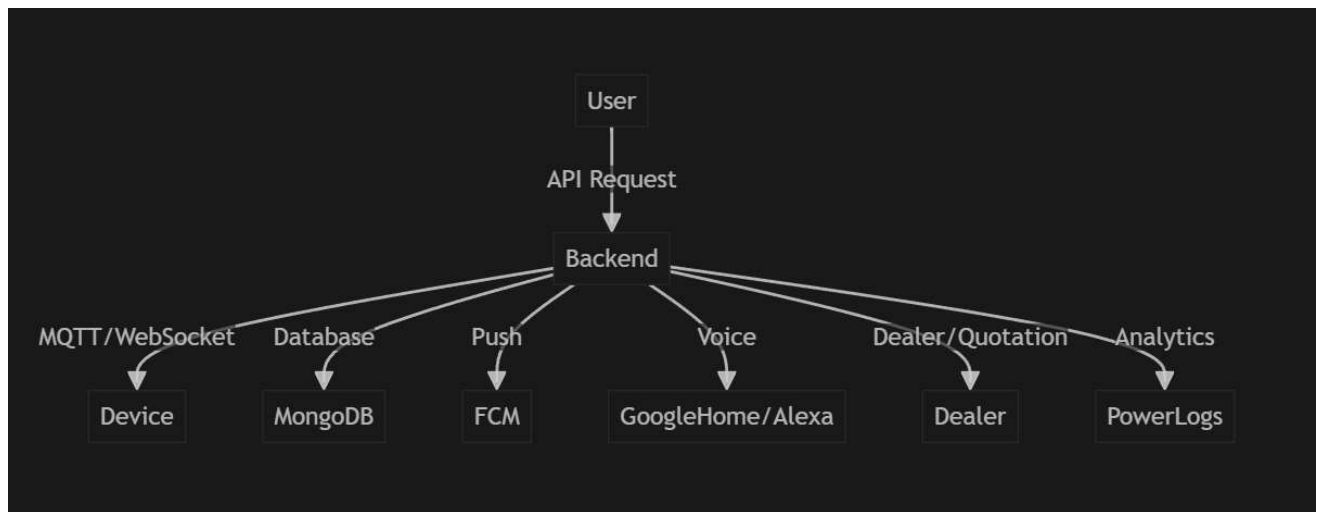 User
API Request
Backend
MQTT/WebSocket Database Push Voice Dealer/Quotation Analytics
Device MongoDB FCM GoogleHome/Alexa Dealer PowerLogs